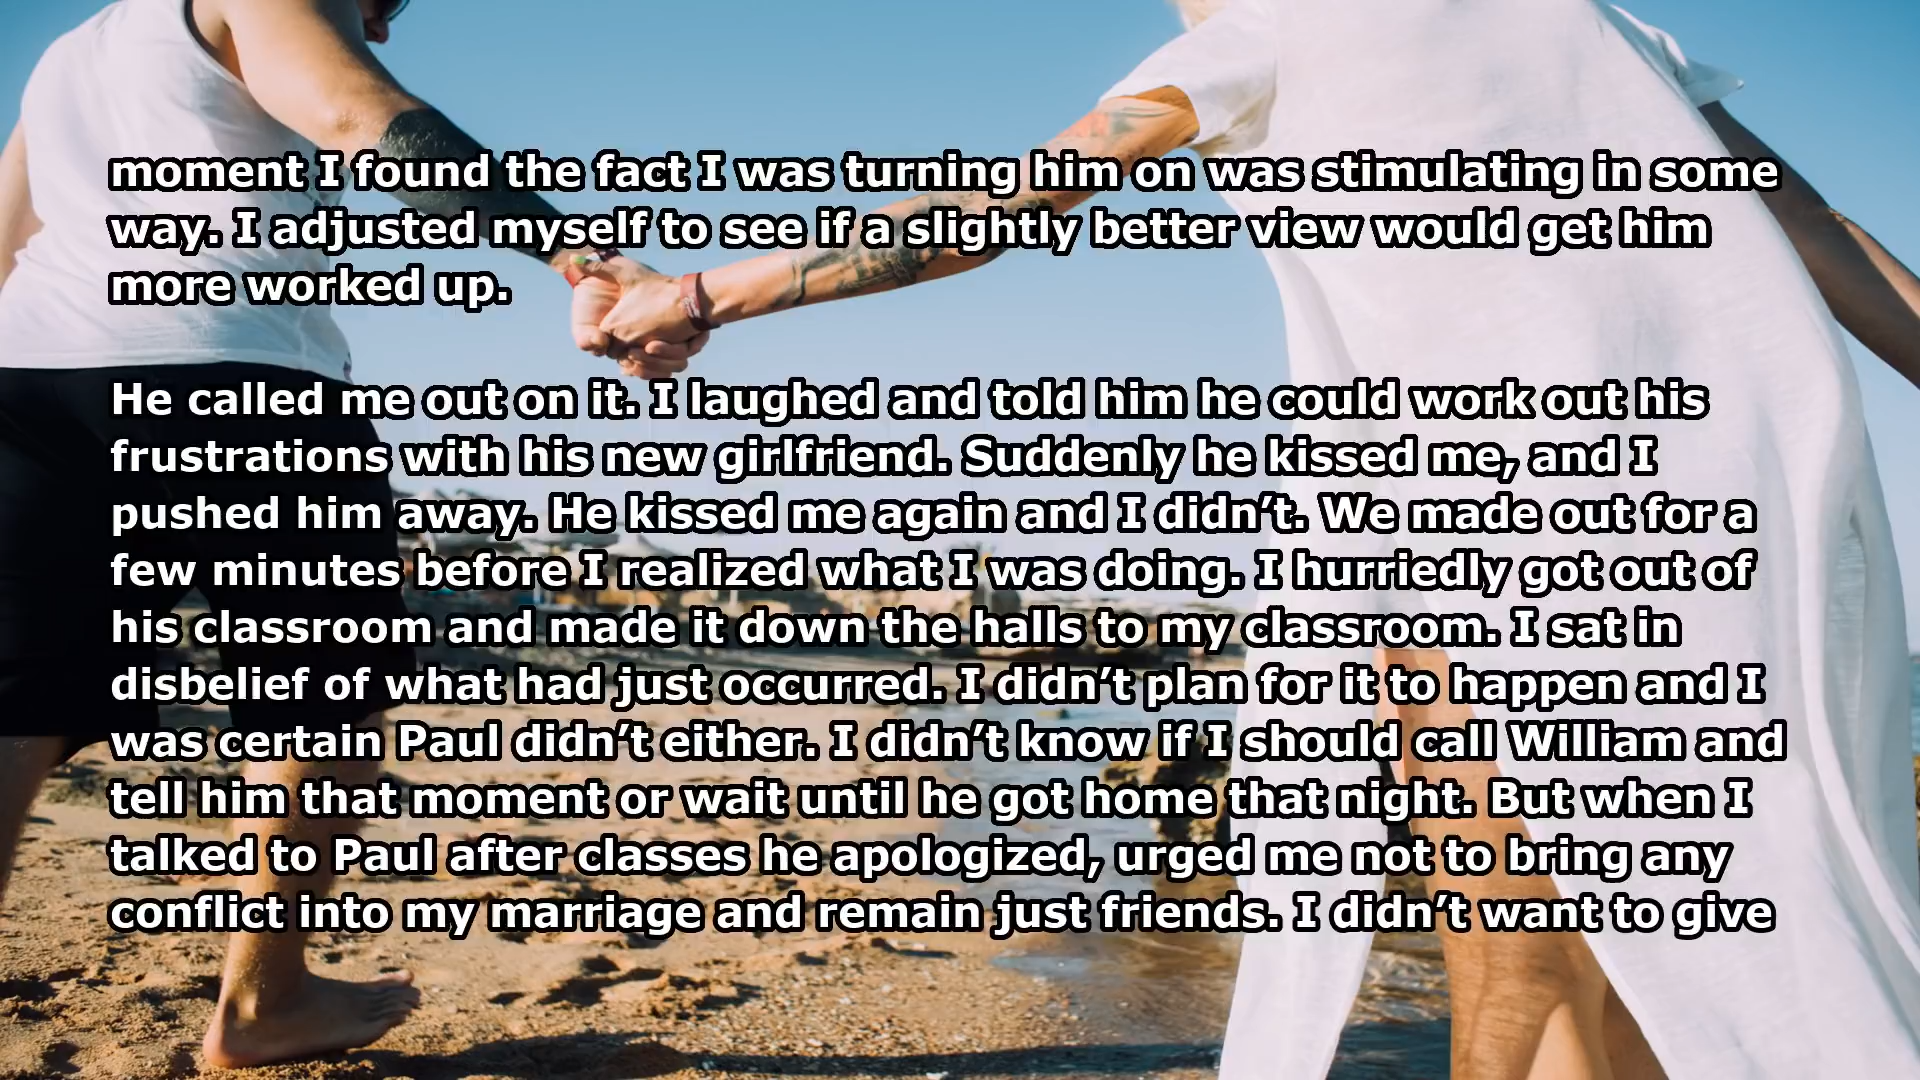 moment I found the fact I was turning him on was stimulating in some
way. I adjusted myself to see if a slightly better view would get him
more worked up.
He called me out on it. I laughed and told him he could work out his
frustrations with his new girlfriend. Suddenly he kissed me, and I
pushed him away. He kissed me again and I didn’t. We made out for a
few minutes before I realized what I was doing. I hurriedly got out of
his classroom and made it down the halls to my classroom. I sat in
disbelief of what had just occurred. I didn’t plan for it to happen and I
was certain Paul didn’t either. I didn’t know if I should call William and
tell him that moment or wait until he got home that night. But when I
talked to Paul after classes he apologized, urged me not to bring any
conflict into my marriage and remain just friends. I didn’t want to give